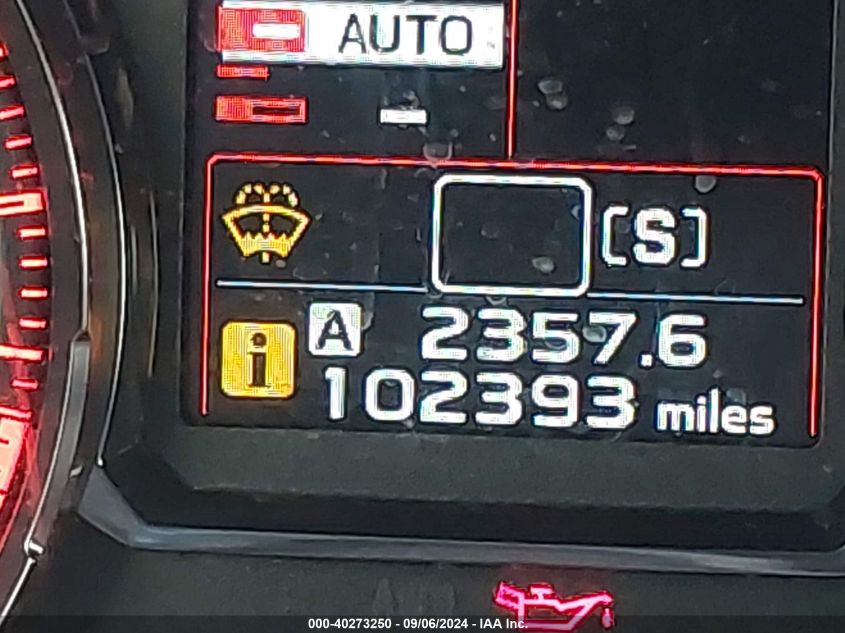 AUTO
[S]
i A 2357.6
102393 miles
000-40273250 - 09/06/2024 - IAA Inc.